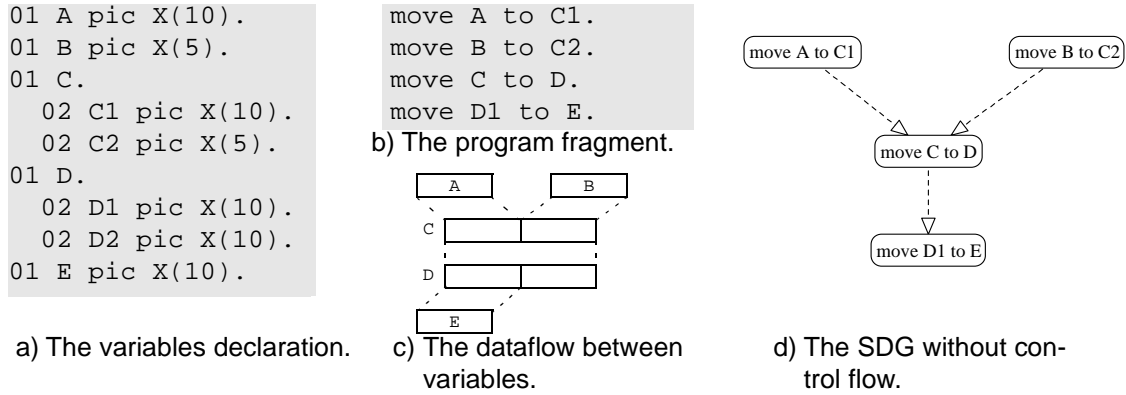 01 A pic X(10).
01 B pic X(5).
01 C.
02 C1 pic X(10).
02 C2 pic X(5).
01 D.
02 D1 pic X(10).
02 D2 pic X(10).
01 E pic X(10).
a) The variables declaration.
move A to C1.
move B to C2.
move C to D.
move D1 to E.
b) The program fragment.
A
B
C
D
E
c) The dataflow between
variables.
move A to C1
move B to C2
move C to D
move D1 to E
d) The SDG without con-
trol flow.